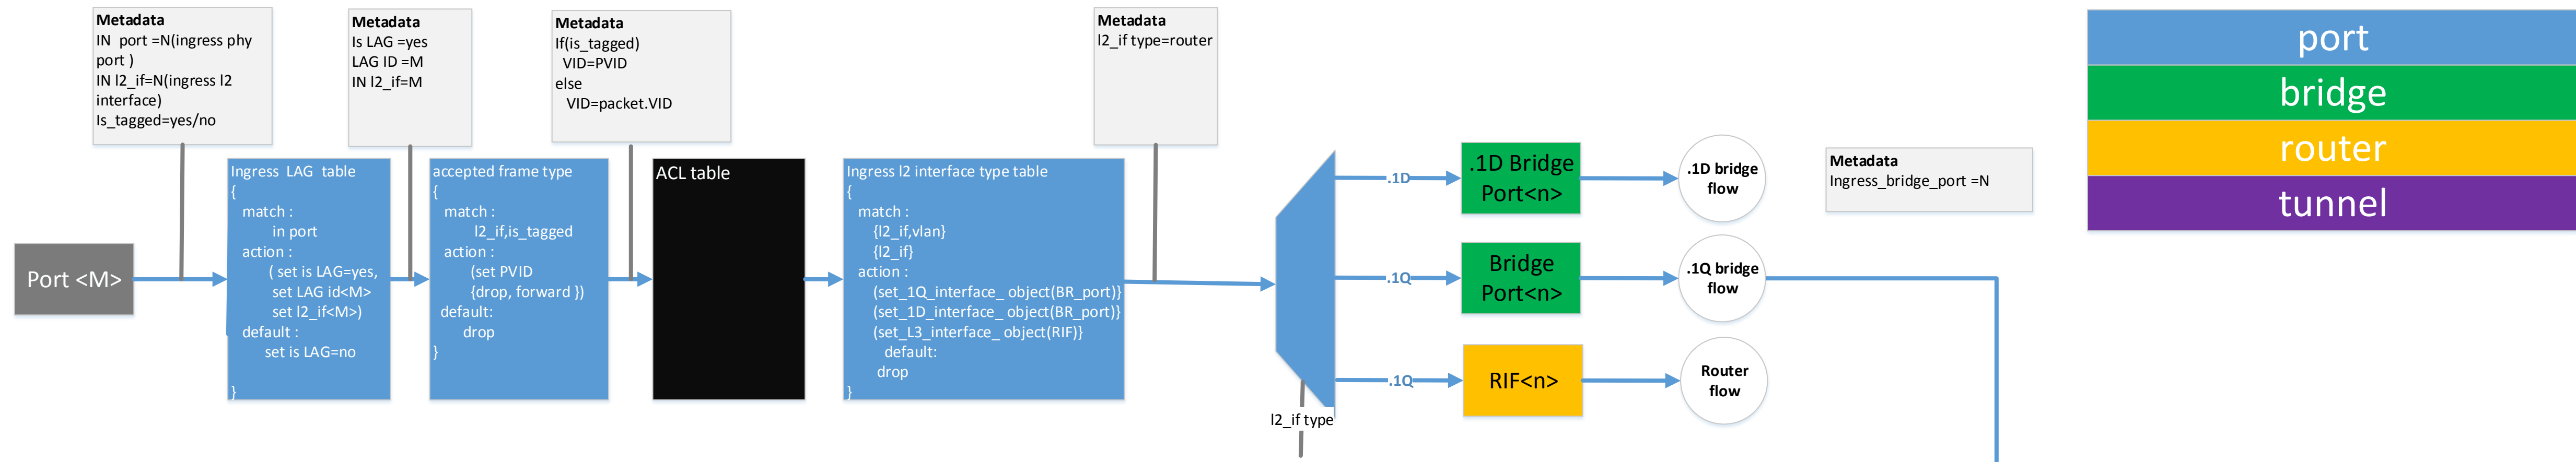 Metadata
IN  port =N(ingress phy
port )
IN l2_if=N(ingress l2
interface)
Is_tagged=yes/no
Metadata
Is LAG =yes
LAG ID =M
IN l2_if=M
Metadata
If(is_tagged)
VID=PVID
else
VID=packet.VID
Metadata
l2_if type=router
port
bridge
router
tunnel
Port <M>
Ingress  LAG  table
{
match :
in port
action :
( set is LAG=yes,
set LAG id<M>
set l2_if<M>)
default :
set is LAG=no
}
accepted frame type
{
match :
l2_if,is_tagged
action :
(set PVID
{drop, forward })
default:
drop
}
ACL table
Ingress l2 interface type table
{
match :
{l2_if,vlan}
{l2_if}
action :
(set_1Q_interface_ object(BR_port)}
(set_1D_interface_ object(BR_port)}
(set_L3_interface_ object(RIF)}
default:
drop
}
l2_if type
.1D
.1D Bridge
Port<n>
.1D bridge
flow
Metadata
Ingress_bridge_port =N
.1Q
Bridge
Port<n>
.1Q bridge
flow
.1Q
RIF<n>
Router
flow